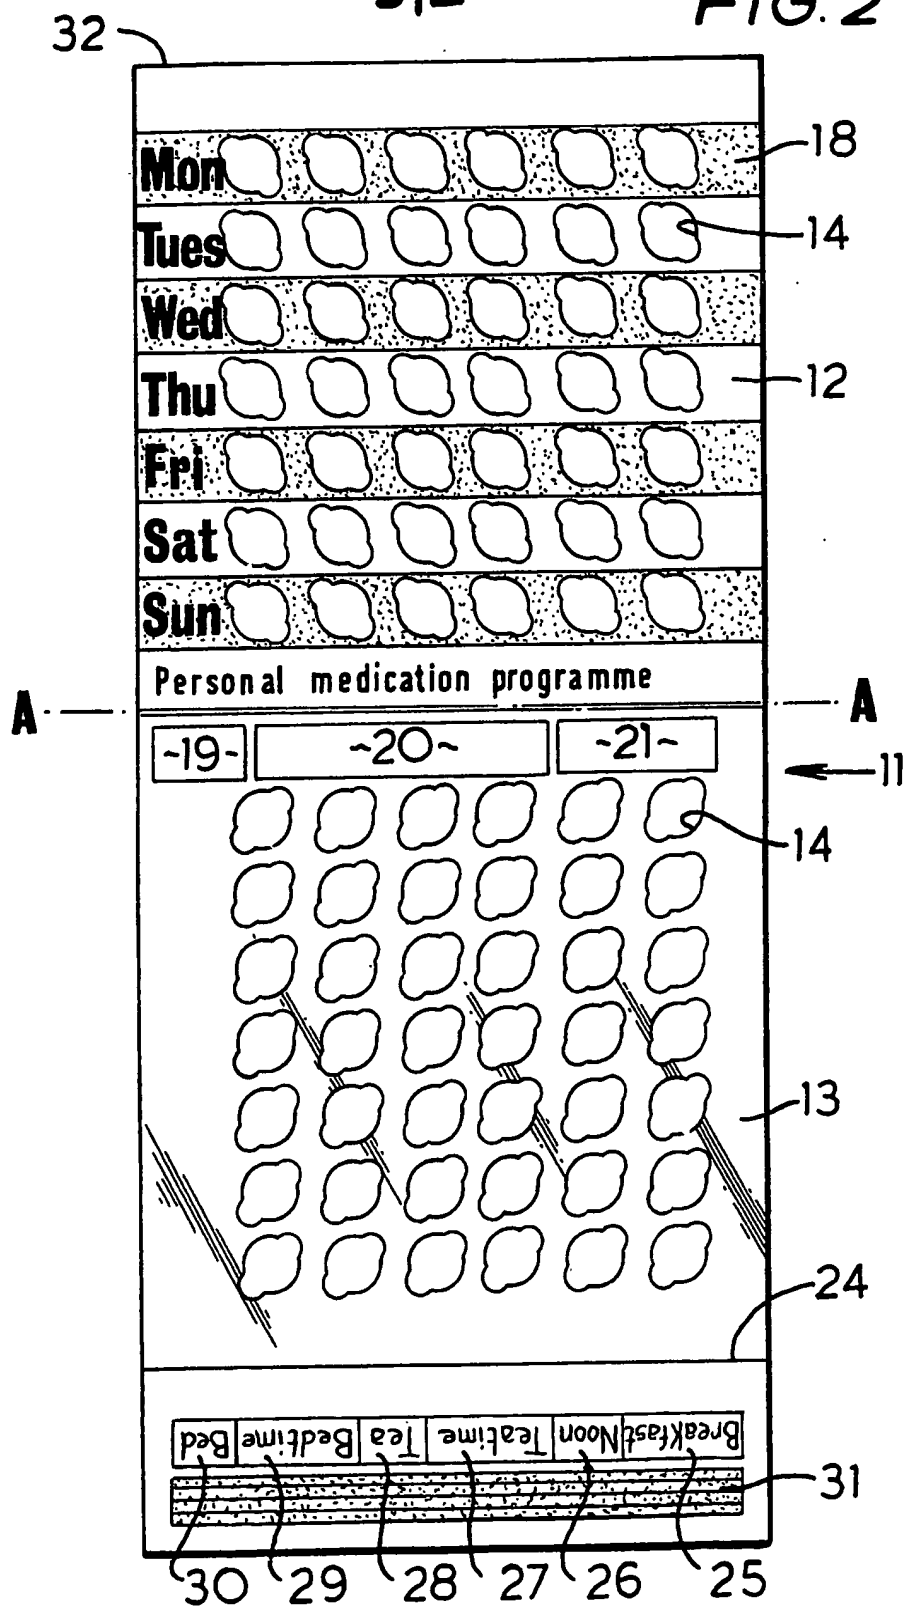 FIG. 2
32
Mon
18
Tues
14
Wed
Thu
12
Fri
Sat
Sun
Personal medication programme
A A
~19~ ~20~ ~21~
11
14
13
24
Bed Bedtime Tea Teatime Noon Breakfast
31
30 29 28 27 26 25